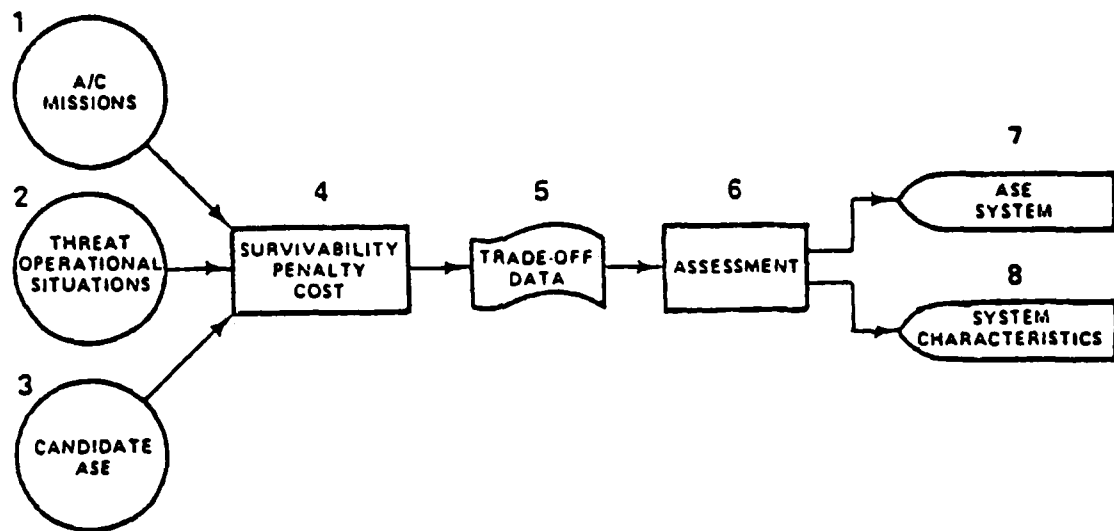 1
A/C
MISSIONS
2
THREAT
OPERATIONAL
SITUATIONS
3
CANDIDATE
ASE
4
SURVIVABILITY
PENALTY
COST
5
TRADE-OFF
DATA
6
ASSESSMENT
7
ASE
SYSTEM
8
SYSTEM
CHARACTERISTICS